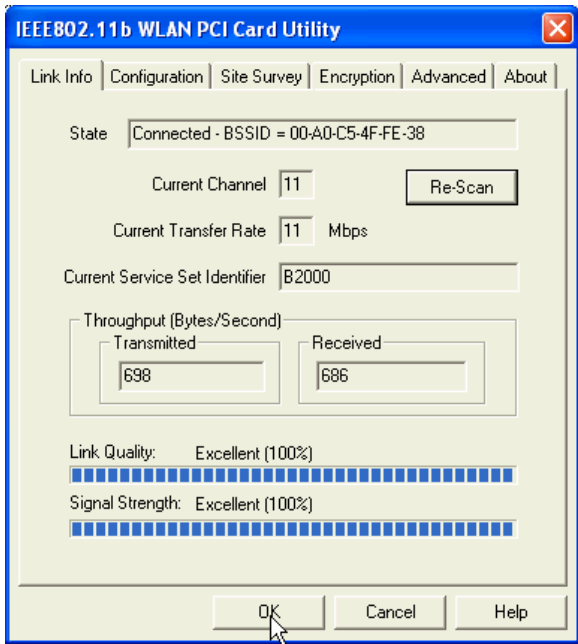 IEEE802.11b WLAN PCI Card Utility
Link Info Configuration Site Survey Encryption Advanced About
State Connected - BSSID = 00-A0-C5-4F-FE-38
Current Channel 11 Re-Scan
Current Transfer Rate 11 Mbps
Current Service Set Identifier B2000
Throughput (Bytes/Second)
Transmitted Received
698 686
Link Quality: Excellent (100%)
Signal Strength: Excellent (100%)
OK Cancel Help